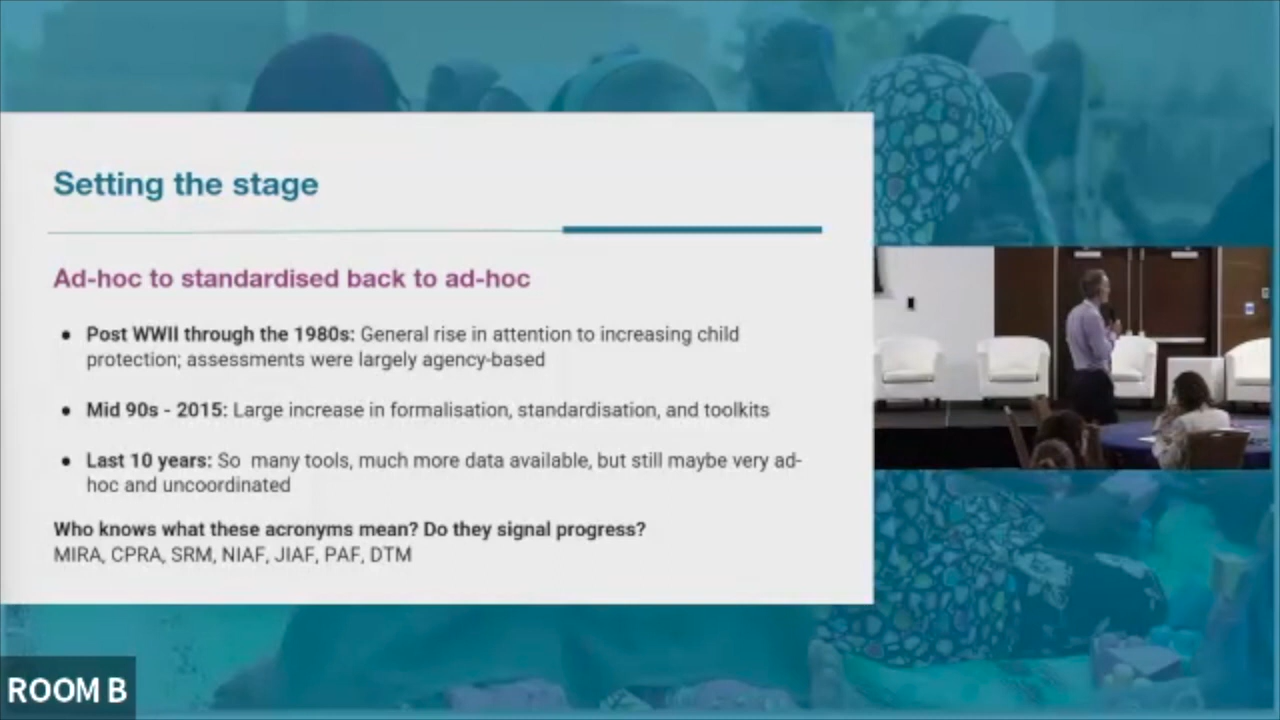 Setting the stage
Ad-hoc to standardised back to ad-hoc
● Post WWII through the 1980s: General rise in attention to increasing child
protection; assessments were largely agency-based
● Mid 90s - 2015: Large increase in formalisation, standardisation, and toolkits
● Last 10 years: So  many tools, much more data available, but still maybe very ad-
hoc and uncoordinated
Who knows what these acronyms mean? Do they signal progress?
MIRA, CPRA, SRM, NIAF, JIAF, PAF, DTM
ROOM B